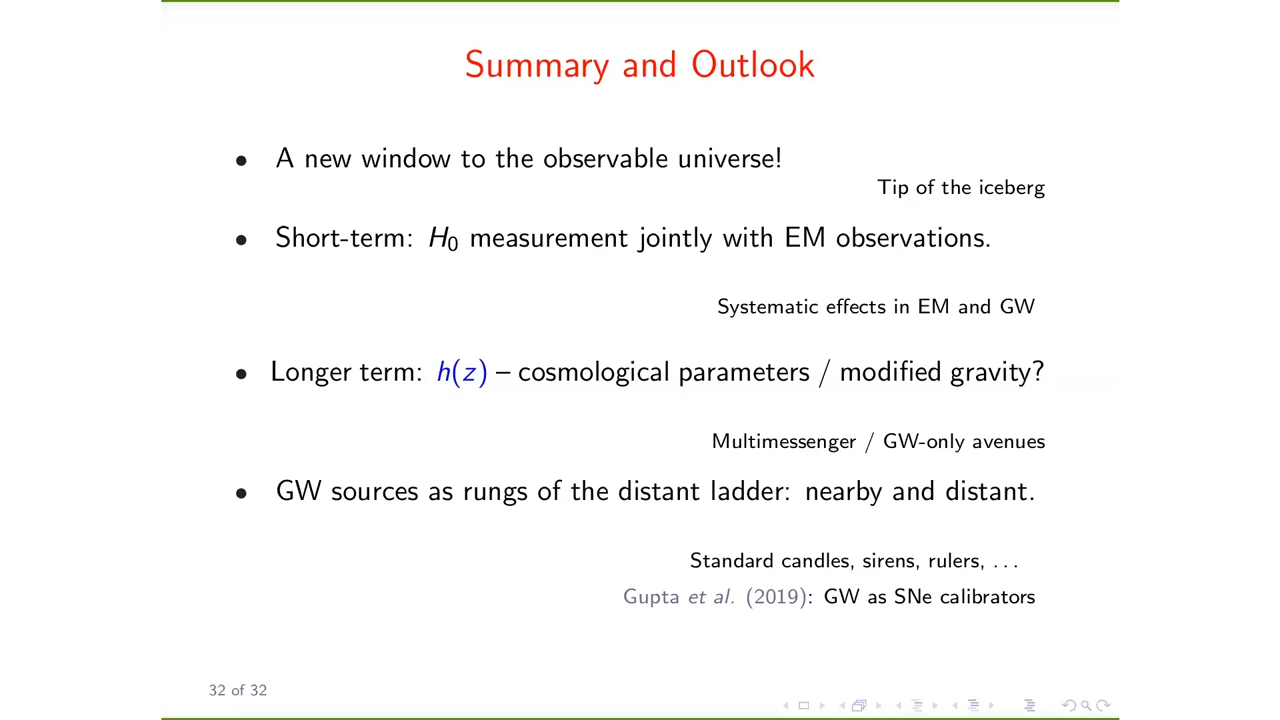 Summary and Outlook
• A new window to the observable universe!
Tip of the iceberg
• Short-term: H₀ measurement jointly with EM observations.
Systematic effects in EM and GW
• Longer term: h(z) – cosmological parameters / modified gravity?
Multimessenger / GW-only avenues
• GW sources as rungs of the distant ladder: nearby and distant.
Standard candles, sirens, rulers, . . .
Gupta et al. (2019): GW as SNe calibrators
32 of 32